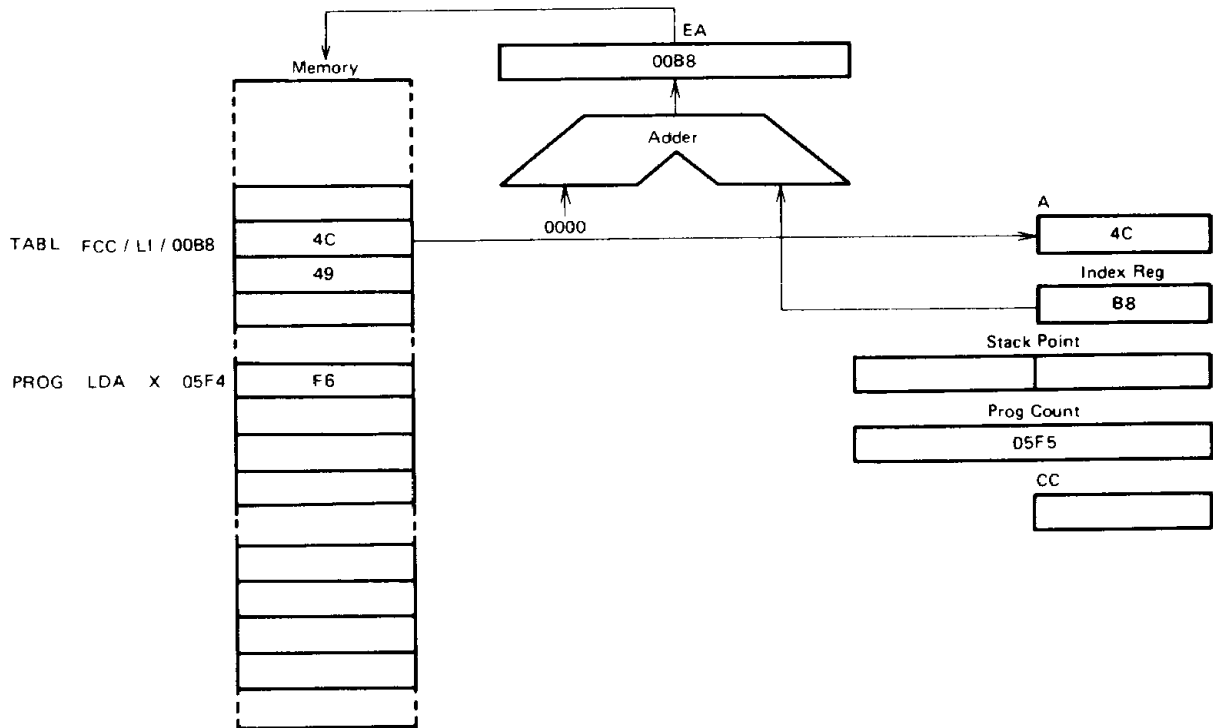 EA
00B8
Memory
Adder
0000
A
TABL FCC / LI / 00B8
4C
4C
49
Index Reg
B8
Stack Point
PROG LDA X 05F4
F6
Prog Count
05F5
CC